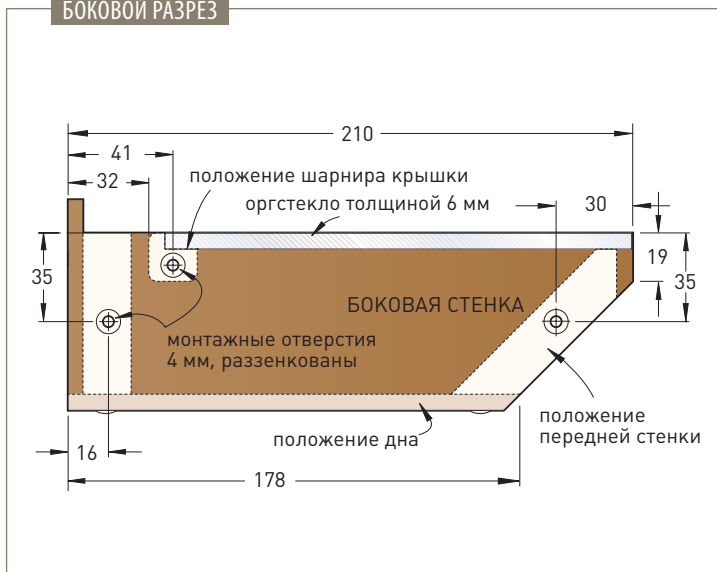 БОКОВОЙ РАЗРЕЗ
210
41
32
положение шарнира крышки
оргстекло толщиной 6 мм
30
19
35
35
БОКОВАЯ СТЕНКА
монтажные отверстия
4 мм, раззенкованы
положение
передней стенки
положение дна
16
178